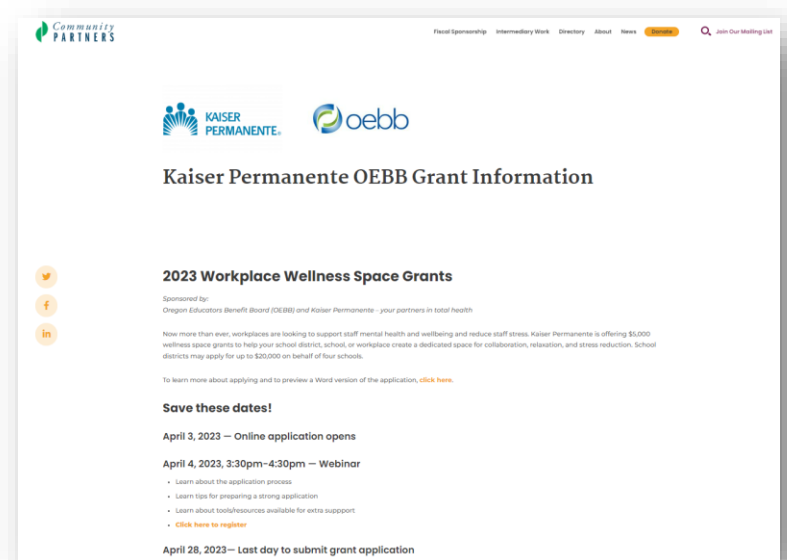 Community
PARTNERS
Fiscal Sponsorship Intermediary Work Directory About News Donate Join Our Mailing List
KAISER
PERMANENTE®
oebb
Kaiser Permanente OEBB Grant Information
2023 Workplace Wellness Space Grants
Sponsored by:
Oregon Educators Benefit Board (OEBB) and Kaiser Permanente - your partners in total health
Now more than ever, workplaces are looking to support staff mental health and wellbeing and reduce staff stress. Kaiser Permanente is offering $5,000
wellness space grants to help your school district, school, or workplace create a dedicated space for collaboration, relaxation, and stress reduction. School
districts may apply for up to $20,000 on behalf of four schools.
To learn more about applying and to preview a Word version of the application, click here.
Save these dates!
April 3, 2023 — Online application opens
April 4, 2023, 3:30pm-4:30pm — Webinar
• Learn about the application process
• Learn tips for preparing a strong application
• Learn about tools/resources available for extra suppport
• Click here to register
April 28, 2023— Last day to submit grant application